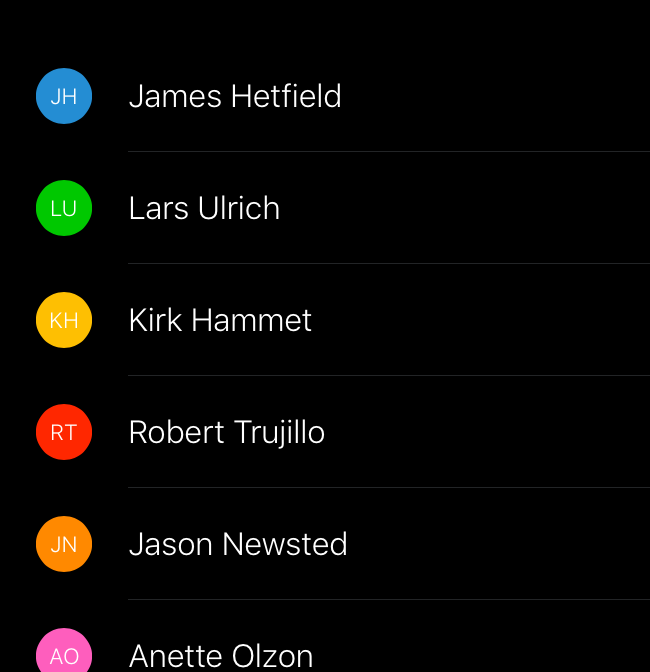 JH James Hetfield
LU Lars Ulrich
KH Kirk Hammet
RT Robert Trujillo
JN Jason Newsted
AO Anette Olzon